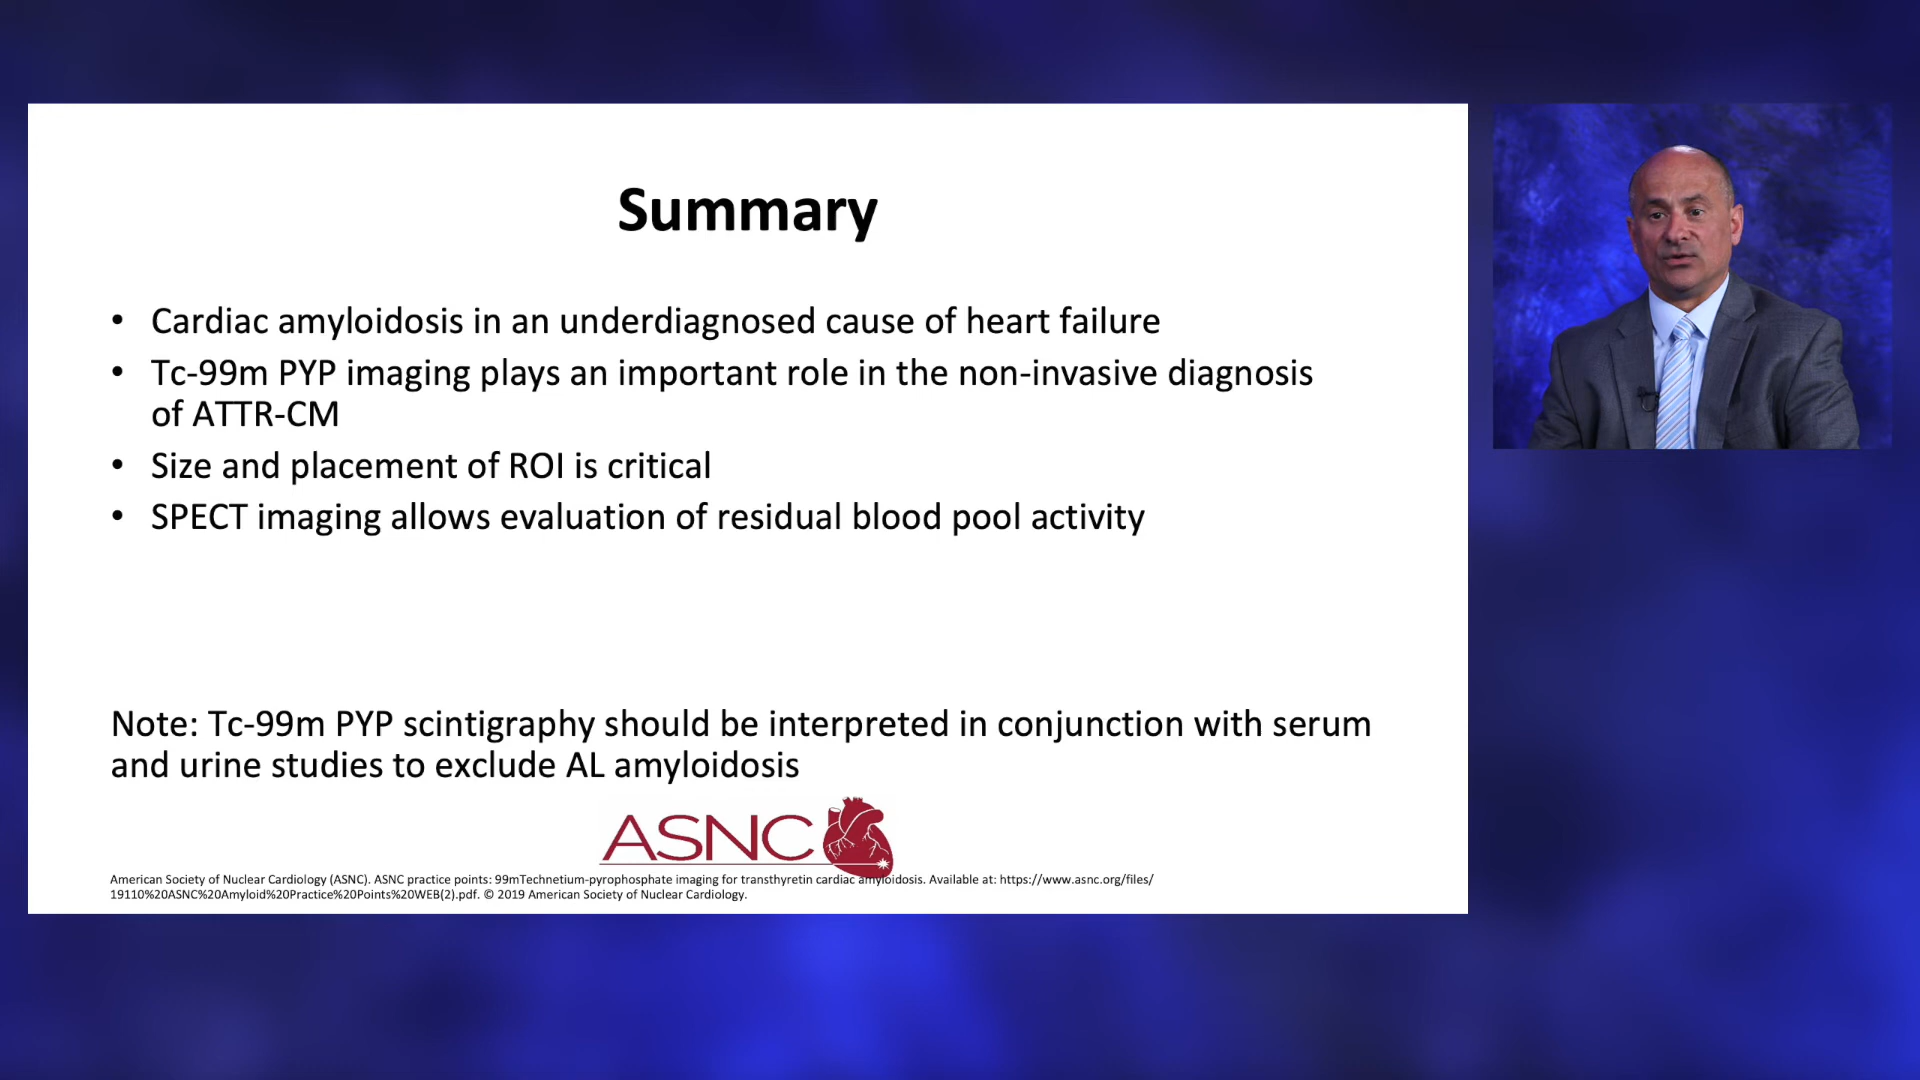 Summary
• Cardiac amyloidosis in an underdiagnosed cause of heart failure
• Tc-99m PYP imaging plays an important role in the non-invasive diagnosis
of ATTR-CM
• Size and placement of ROI is critical
• SPECT imaging allows evaluation of residual blood pool activity
Note: Tc-99m PYP scintigraphy should be interpreted in conjunction with serum
and urine studies to exclude AL amyloidosis
ASNC
American Society of Nuclear Cardiology (ASNC). ASNC practice points: 99mTechnetium-pyrophosphate imaging for transthyretin cardiac amyloidosis. Available at: https://www.asnc.org/files/
19110%20ASNC%20Amyloid%20Practice%20Points%20WEB(2).pdf. © 2019 American Society of Nuclear Cardiology.